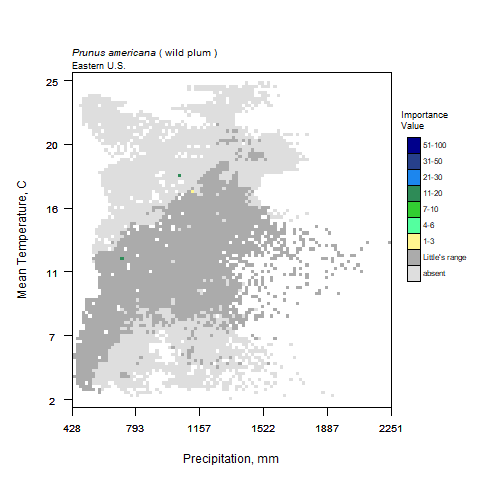 Prunus americana ( wild plum )
Eastern U.S.
25
20
16
11
7
2
Mean Temperature, C
428 793 1157 1522 1887 2251
Precipitation, mm
Importance
Value
51-100
31-50
21-30
11-20
7-10
4-6
1-3
Little's range
absent